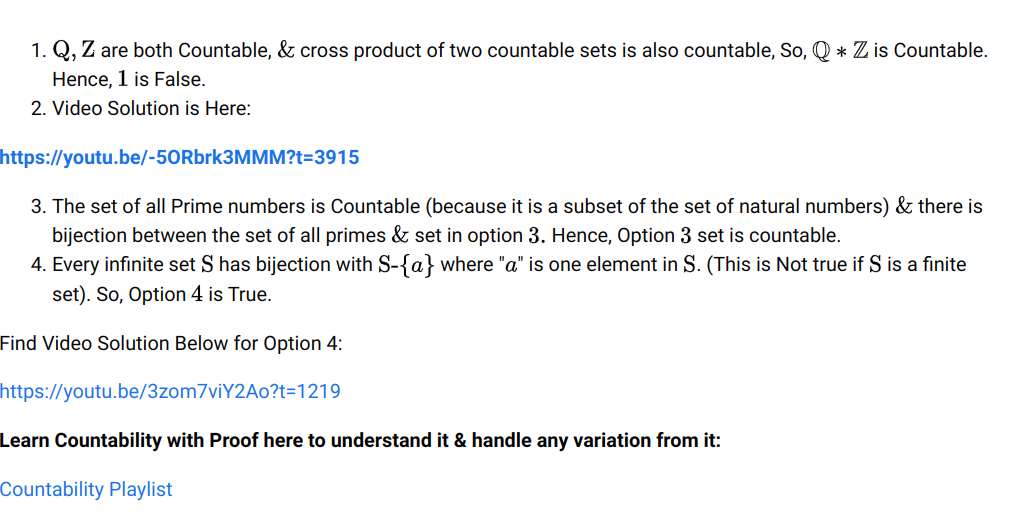 1. ℚ, ℤ are both Countable, & cross product of two countable sets is also countable, So, ℚ ∗ ℤ is Countable.
Hence, 1 is False.
2. Video Solution is Here:
https://youtu.be/-5ORbrk3MMM?t=3915
3. The set of all Prime numbers is Countable (because it is a subset of the set of natural numbers) & there is
bijection between the set of all primes & set in option 3. Hence, Option 3 set is countable.
4. Every infinite set S has bijection with S-{a} where "a" is one element in S. (This is Not true if S is a finite
set). So, Option 4 is True.
Find Video Solution Below for Option 4:
https://youtu.be/3zom7viY2Ao?t=1219
Learn Countability with Proof here to understand it & handle any variation from it:
Countability Playlist